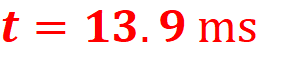 t = 13.9 ms